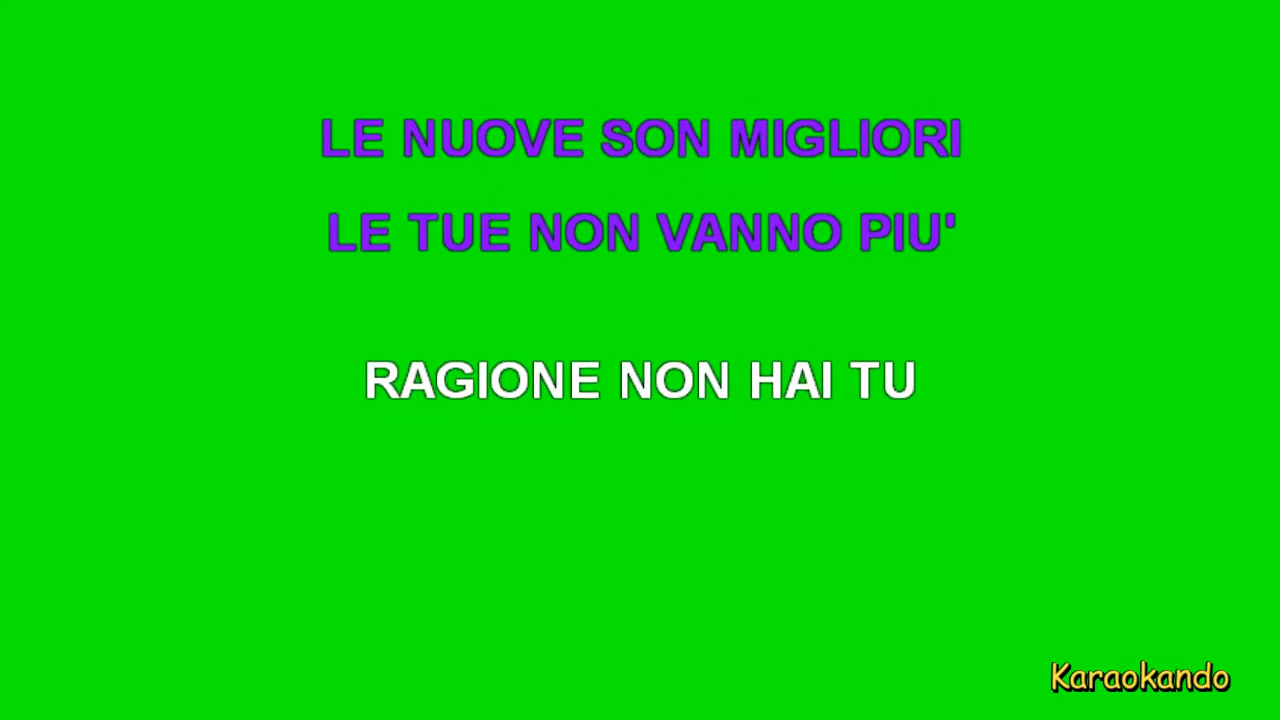 LE NUOVE SON MIGLIORI
LE TUE NON VANNO PIU'
RAGIONE NON HAI TU
Karaokando